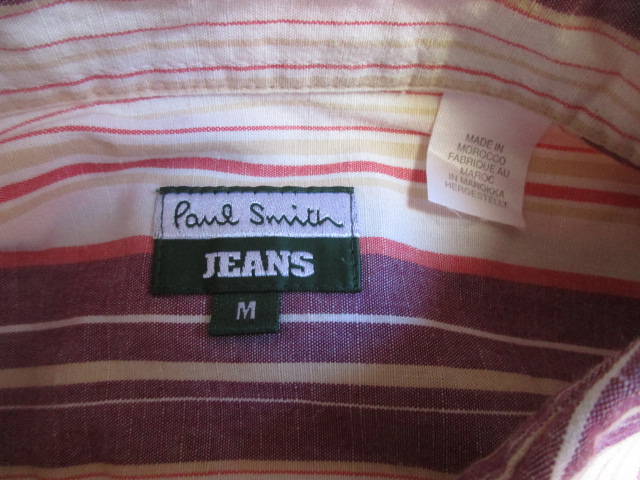 Paul Smith
JEANS
M
MADE IN
MOROCCO
FABRIQUE AU
MAROC
IN MAROKKA
HERGESTELLT